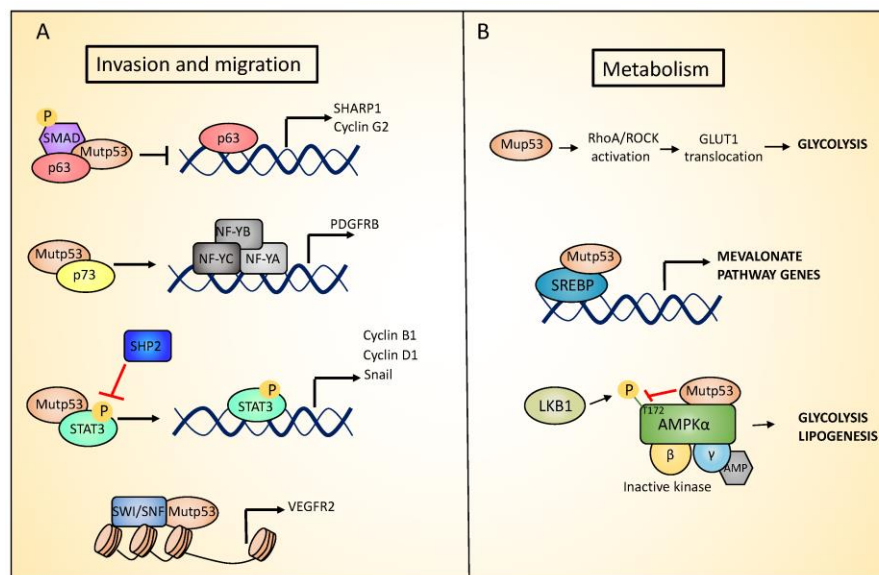 A
Invasion and migration
P
SMAD
Mutp53
p63
p63
SHARP1
Cyclin G2
Mutp53
p73
NF-YB
NF-YC
NF-YA
PDGFRB
SHP2
Mutp53
P
STAT3
P
STAT3
Cyclin B1
Cyclin D1
Snail
SWI/SNF
Mutp53
VEGFR2
B
Metabolism
Mup53
RhoA/ROCK
activation
GLUT1
translocation
GLYCOLYSIS
Mutp53
SREBP
MEVALONATE
PATHWAY GENES
LKB1
P
T172
Mutp53
AMPKα
β
γ
AMP
Inactive kinase
GLYCOLYSIS
LIPOGENESIS